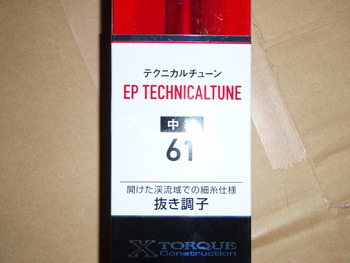 テクニカルチューン
EP TECHNICALTUNE
中硬
61
開けた渓流域での細糸仕様
抜き調子
X TORQUE
Construction